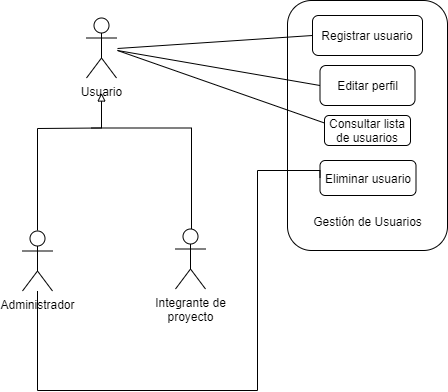 Registrar usuario
Usuario
Editar perfil
Consultar lista
de usuarios
Eliminar usuario
Gestión de Usuarios
Administrador
Integrante de
proyecto